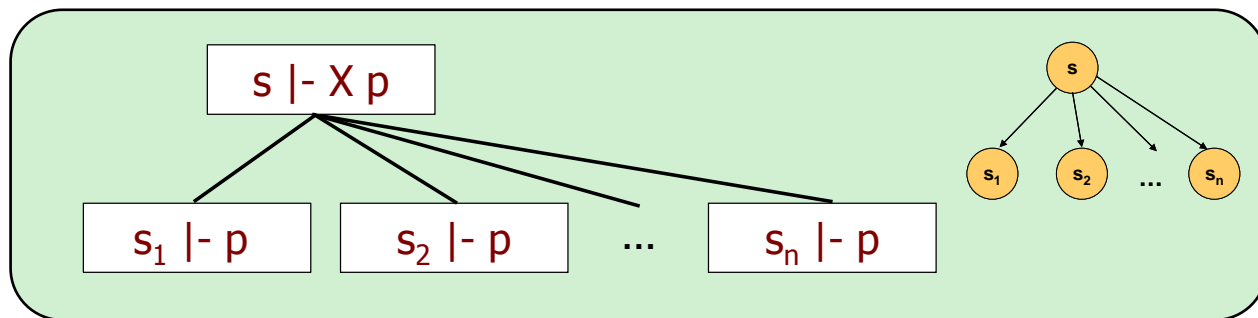 s |- X p
s₁ |- p s₂ |- p ... sₙ |- p
s
s₁ s₂ ... sₙ